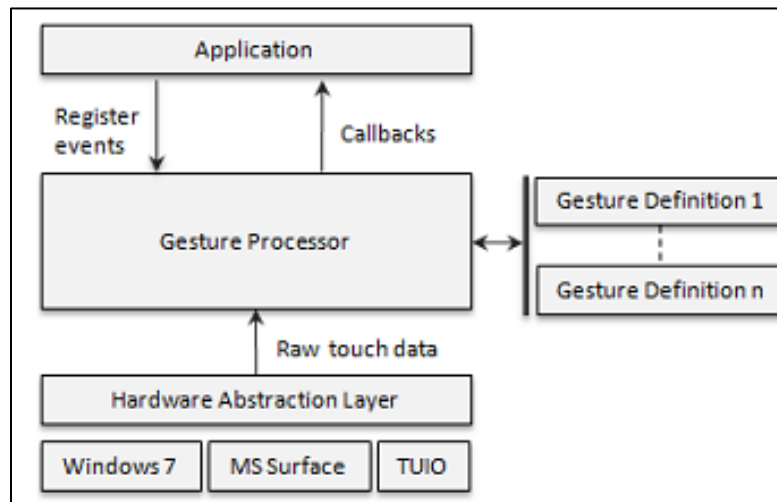 Application
Register
events
Callbacks
Gesture Processor
Gesture Definition 1
Gesture Definition n
Raw touch data
Hardware Abstraction Layer
Windows 7
MS Surface
TUIO